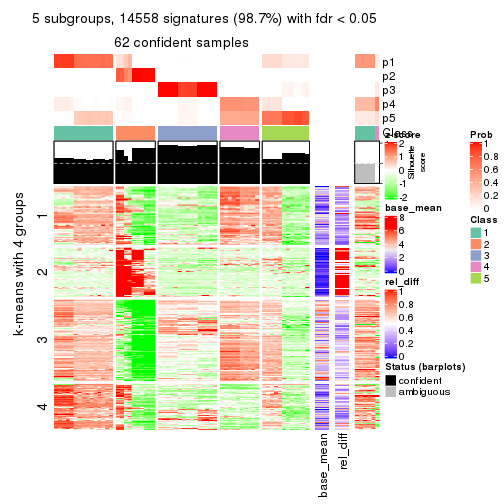 5 subgroups, 14558 signatures (98.7%) with fdr < 0.05
62 confident samples
p1
p2
p3
p4
p5
Class
Silhouette
score
k-means with 4 groups
1
2
3
4
base_mean
rel_diff
z-score
2
1
0
-1
-2
base_mean
8
6
4
2
0
rel_diff
1
0.8
0.6
0.4
0.2
0
Status (barplots)
confident
ambiguous
Prob
1
0.8
0.6
0.4
0.2
0
Class
1
2
3
4
5